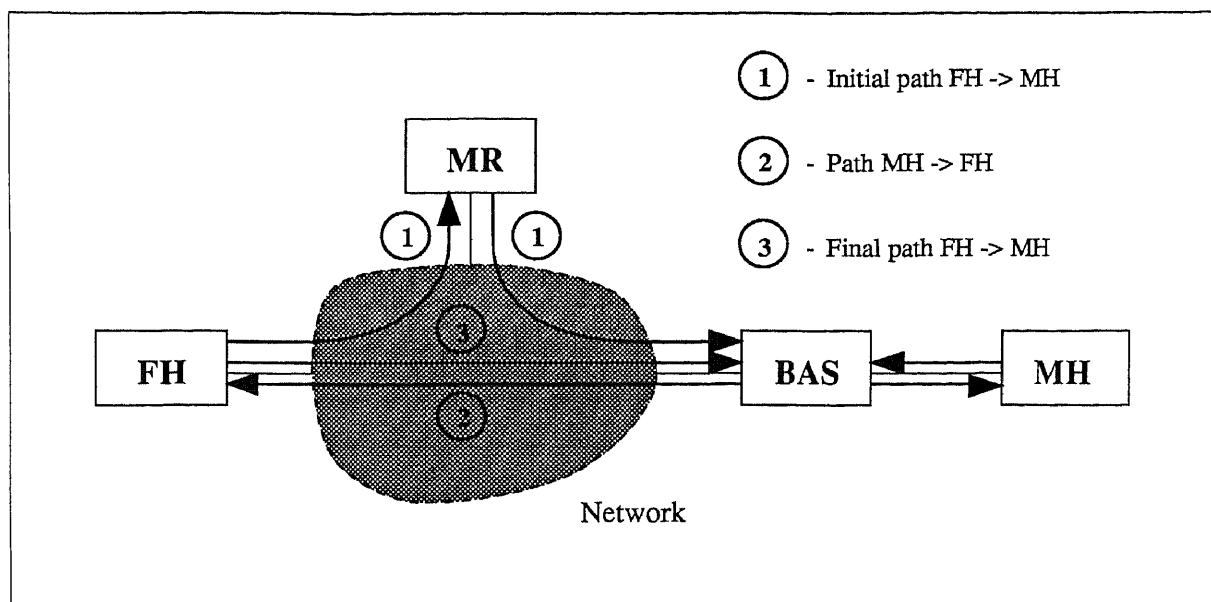 1 - Initial path FH -> MH
MR
2 - Path MH -> FH
1 1
3 - Final path FH -> MH
3
FH
BAS
MH
2
Network